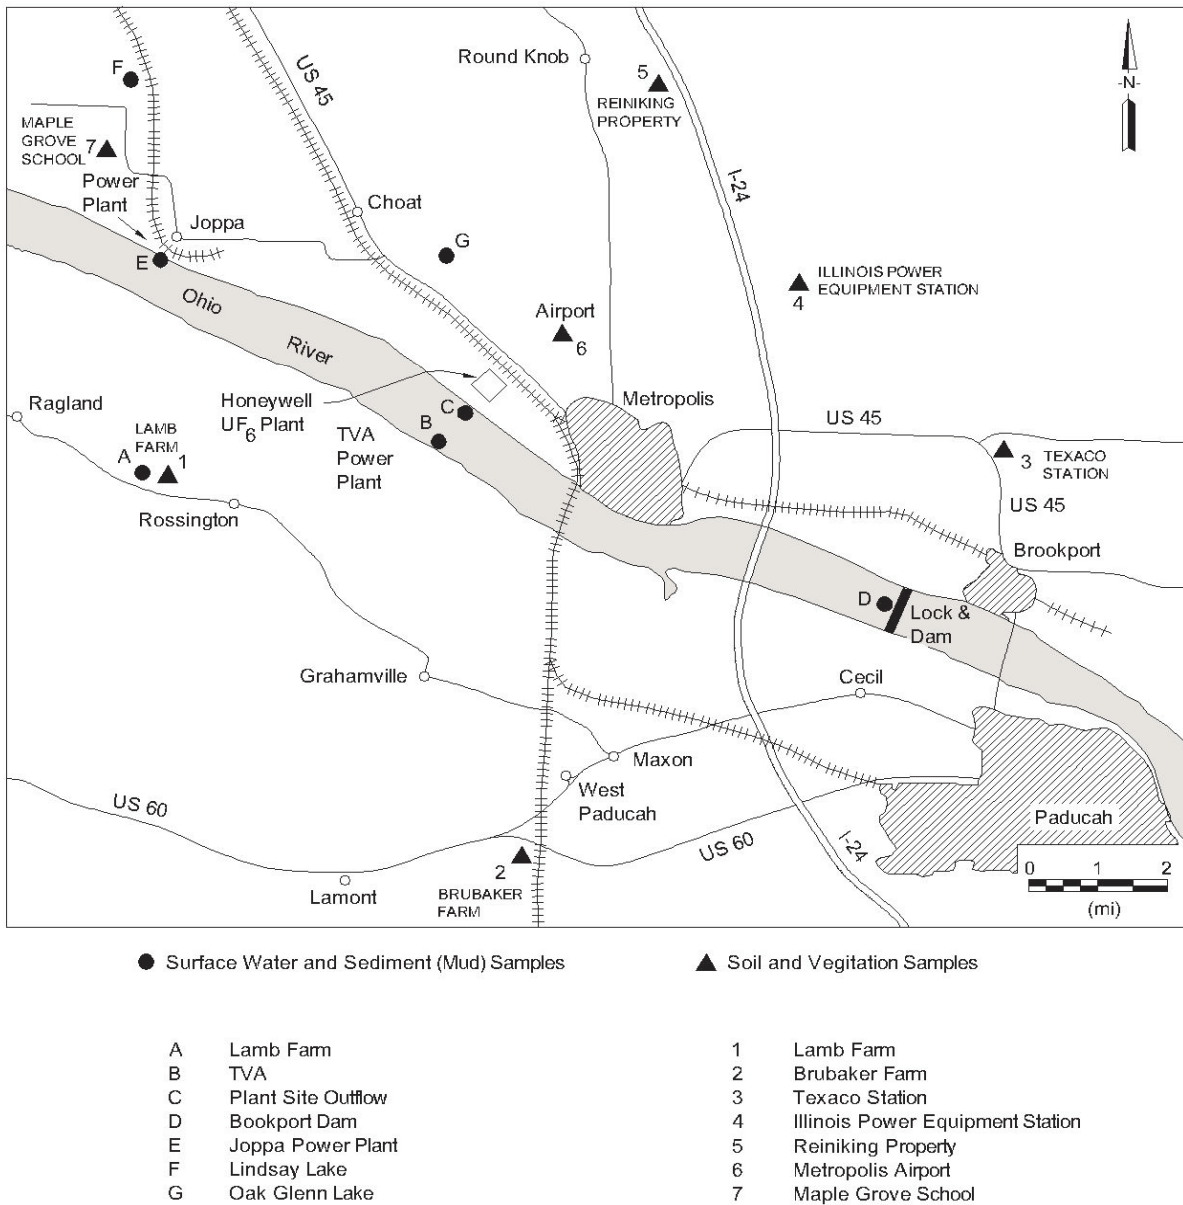 F
US 45
Round Knob
5
REINIKING
PROPERTY
-N-
MAPLE
GROVE
SCHOOL
7
Power
Plant
Joppa
Choat
G
I-24
E
Ohio
River
4
ILLINOIS POWER
EQUIPMENT STATION
Airport
6
Ragland
Honeywell
UF6 Plant
C
B
TVA
Power
Plant
Metropolis
US 45
LAMB
FARM
A
1
Rossington
3
TEXACO
STATION
US 45
Brookport
D
Lock &
Dam
Grahamville
Cecil
Maxon
West
Paducah
US 60
US 60
I-24
Paducah
2
BRUBAKER
FARM
Lamont
0 1 2
(mi)
Surface Water and Sediment (Mud) Samples
Soil and Vegitation Samples
A Lamb Farm
B TVA
C Plant Site Outflow
D Bookport Dam
E Joppa Power Plant
F Lindsay Lake
G Oak Glenn Lake
1 Lamb Farm
2 Brubaker Farm
3 Texaco Station
4 Illinois Power Equipment Station
5 Reiniking Property
6 Metropolis Airport
7 Maple Grove School